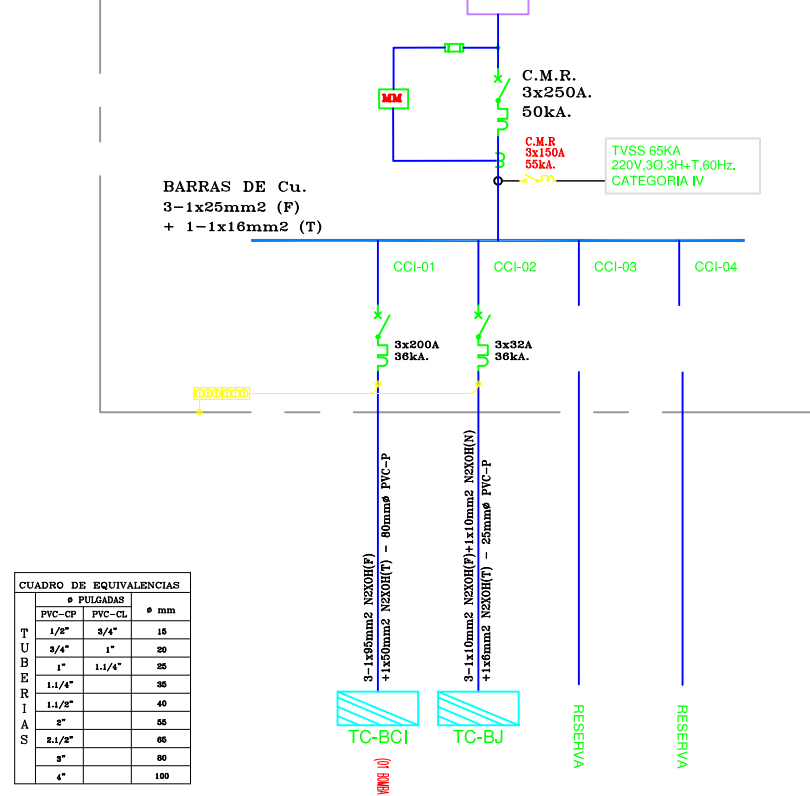 C.M.R.
3x250A.
50kA.
MM
C.M.R
3x150A
55kA.
TVSS 65KA
220V,3Ø,3H+T,60Hz.
CATEGORIA IV
BARRAS DE Cu.
3-1x25mm2 (F)
+ 1-1x16mm2 (T)
CCI-01
CCI-02
CCI-03
CCI-04
3x200A
36kA.
3x32A
36kA.
3-1x95mm2 N2XOH(F)
+1x50mm2 N2XOH(T) - 80mmø PVC-P
3-1x10mm2 N2XOH(F)+1x10mm2 N2XOH(N)
+1x6mm2 N2XOH(T) - 25mmø PVC-P
TC-BCI
TC-BJ
RESERVA
RESERVA
(01 BOMBA
CUADRO DE EQUIVALENCIAS
TUBERIAS
ø PULGADAS
ø mm
PVC-CP PVC-CL
1/2" 3/4" 15
3/4" 1" 20
1" 1.1/4" 25
1.1/4" 35
1.1/2" 40
2" 55
2.1/2" 65
3" 80
4" 100